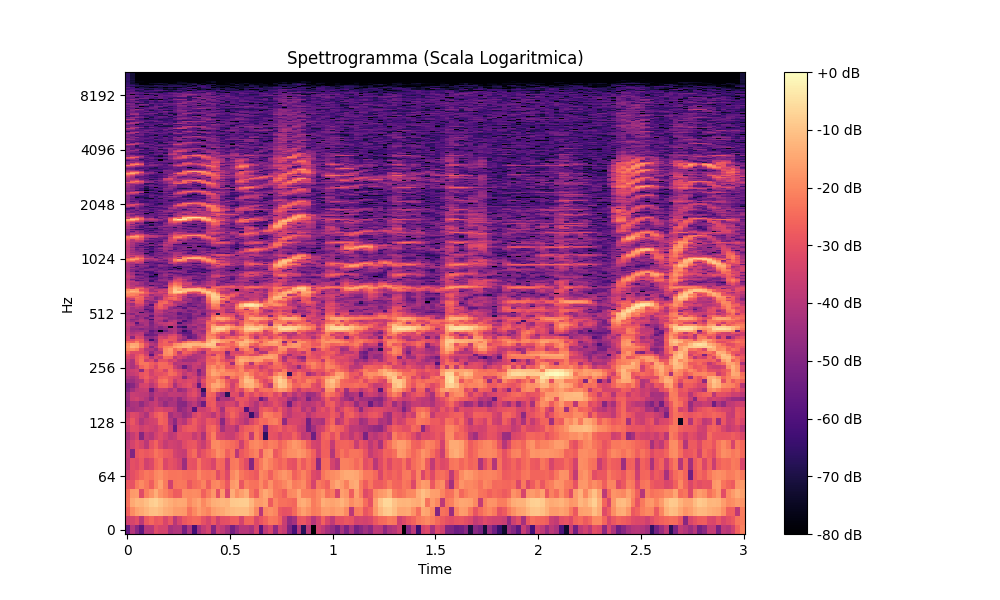 Spettrogramma (Scala Logaritmica)
8192
4096
2048
1024
512
256
128
64
0
Hz
0
0.5
1
1.5
2
2.5
3
Time
+0 dB
-10 dB
-20 dB
-30 dB
-40 dB
-50 dB
-60 dB
-70 dB
-80 dB